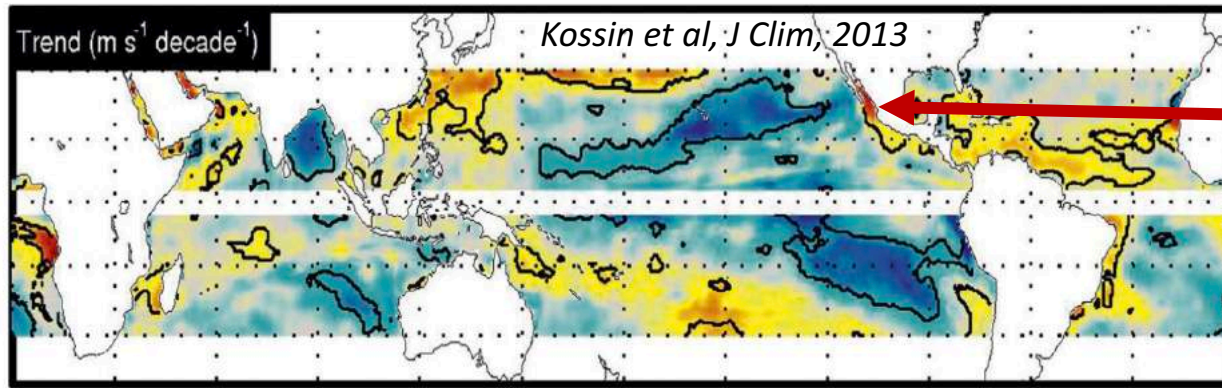 Kossin et al, J Clim, 2013
Trend (m s⁻¹ decade⁻¹)